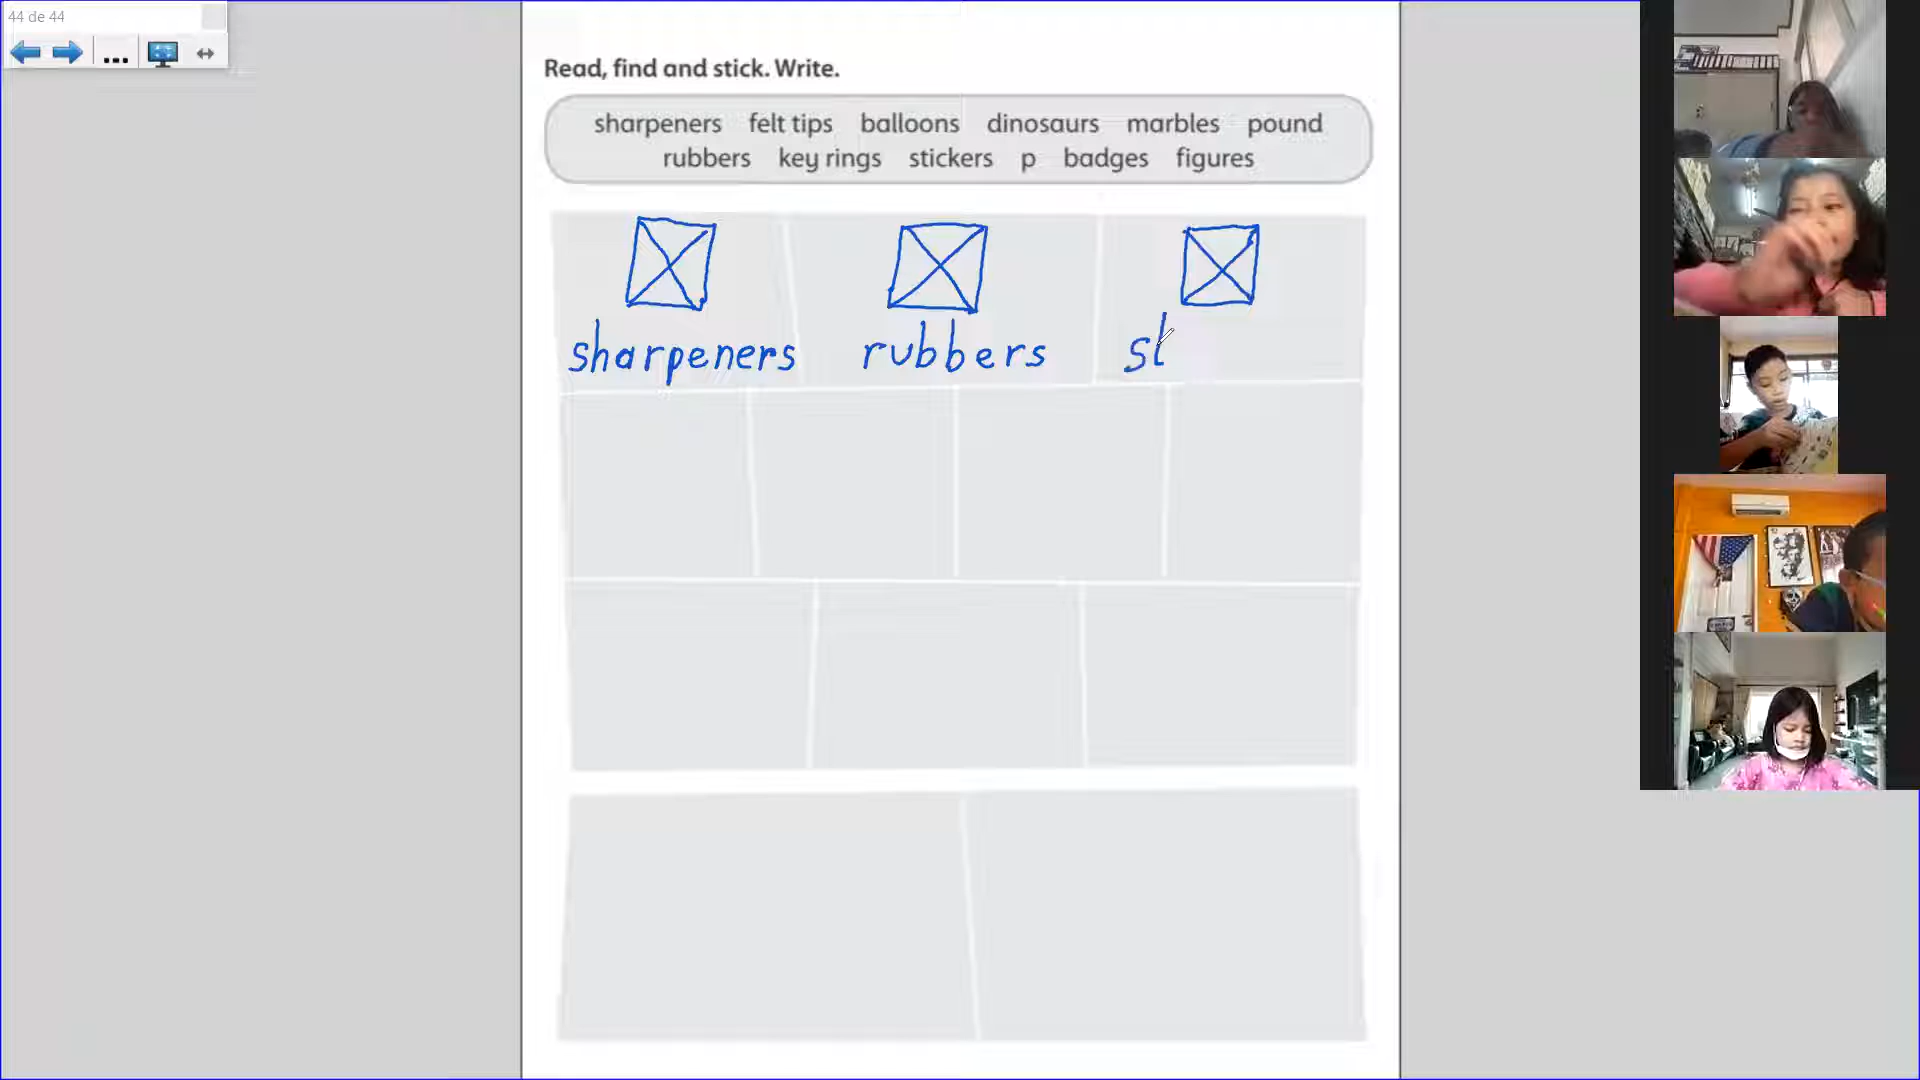 44 de 44
...
Read, find and stick. Write.
sharpeners felt tips balloons dinosaurs marbles pound
rubbers key rings stickers p badges figures
sharpeners rubbers st